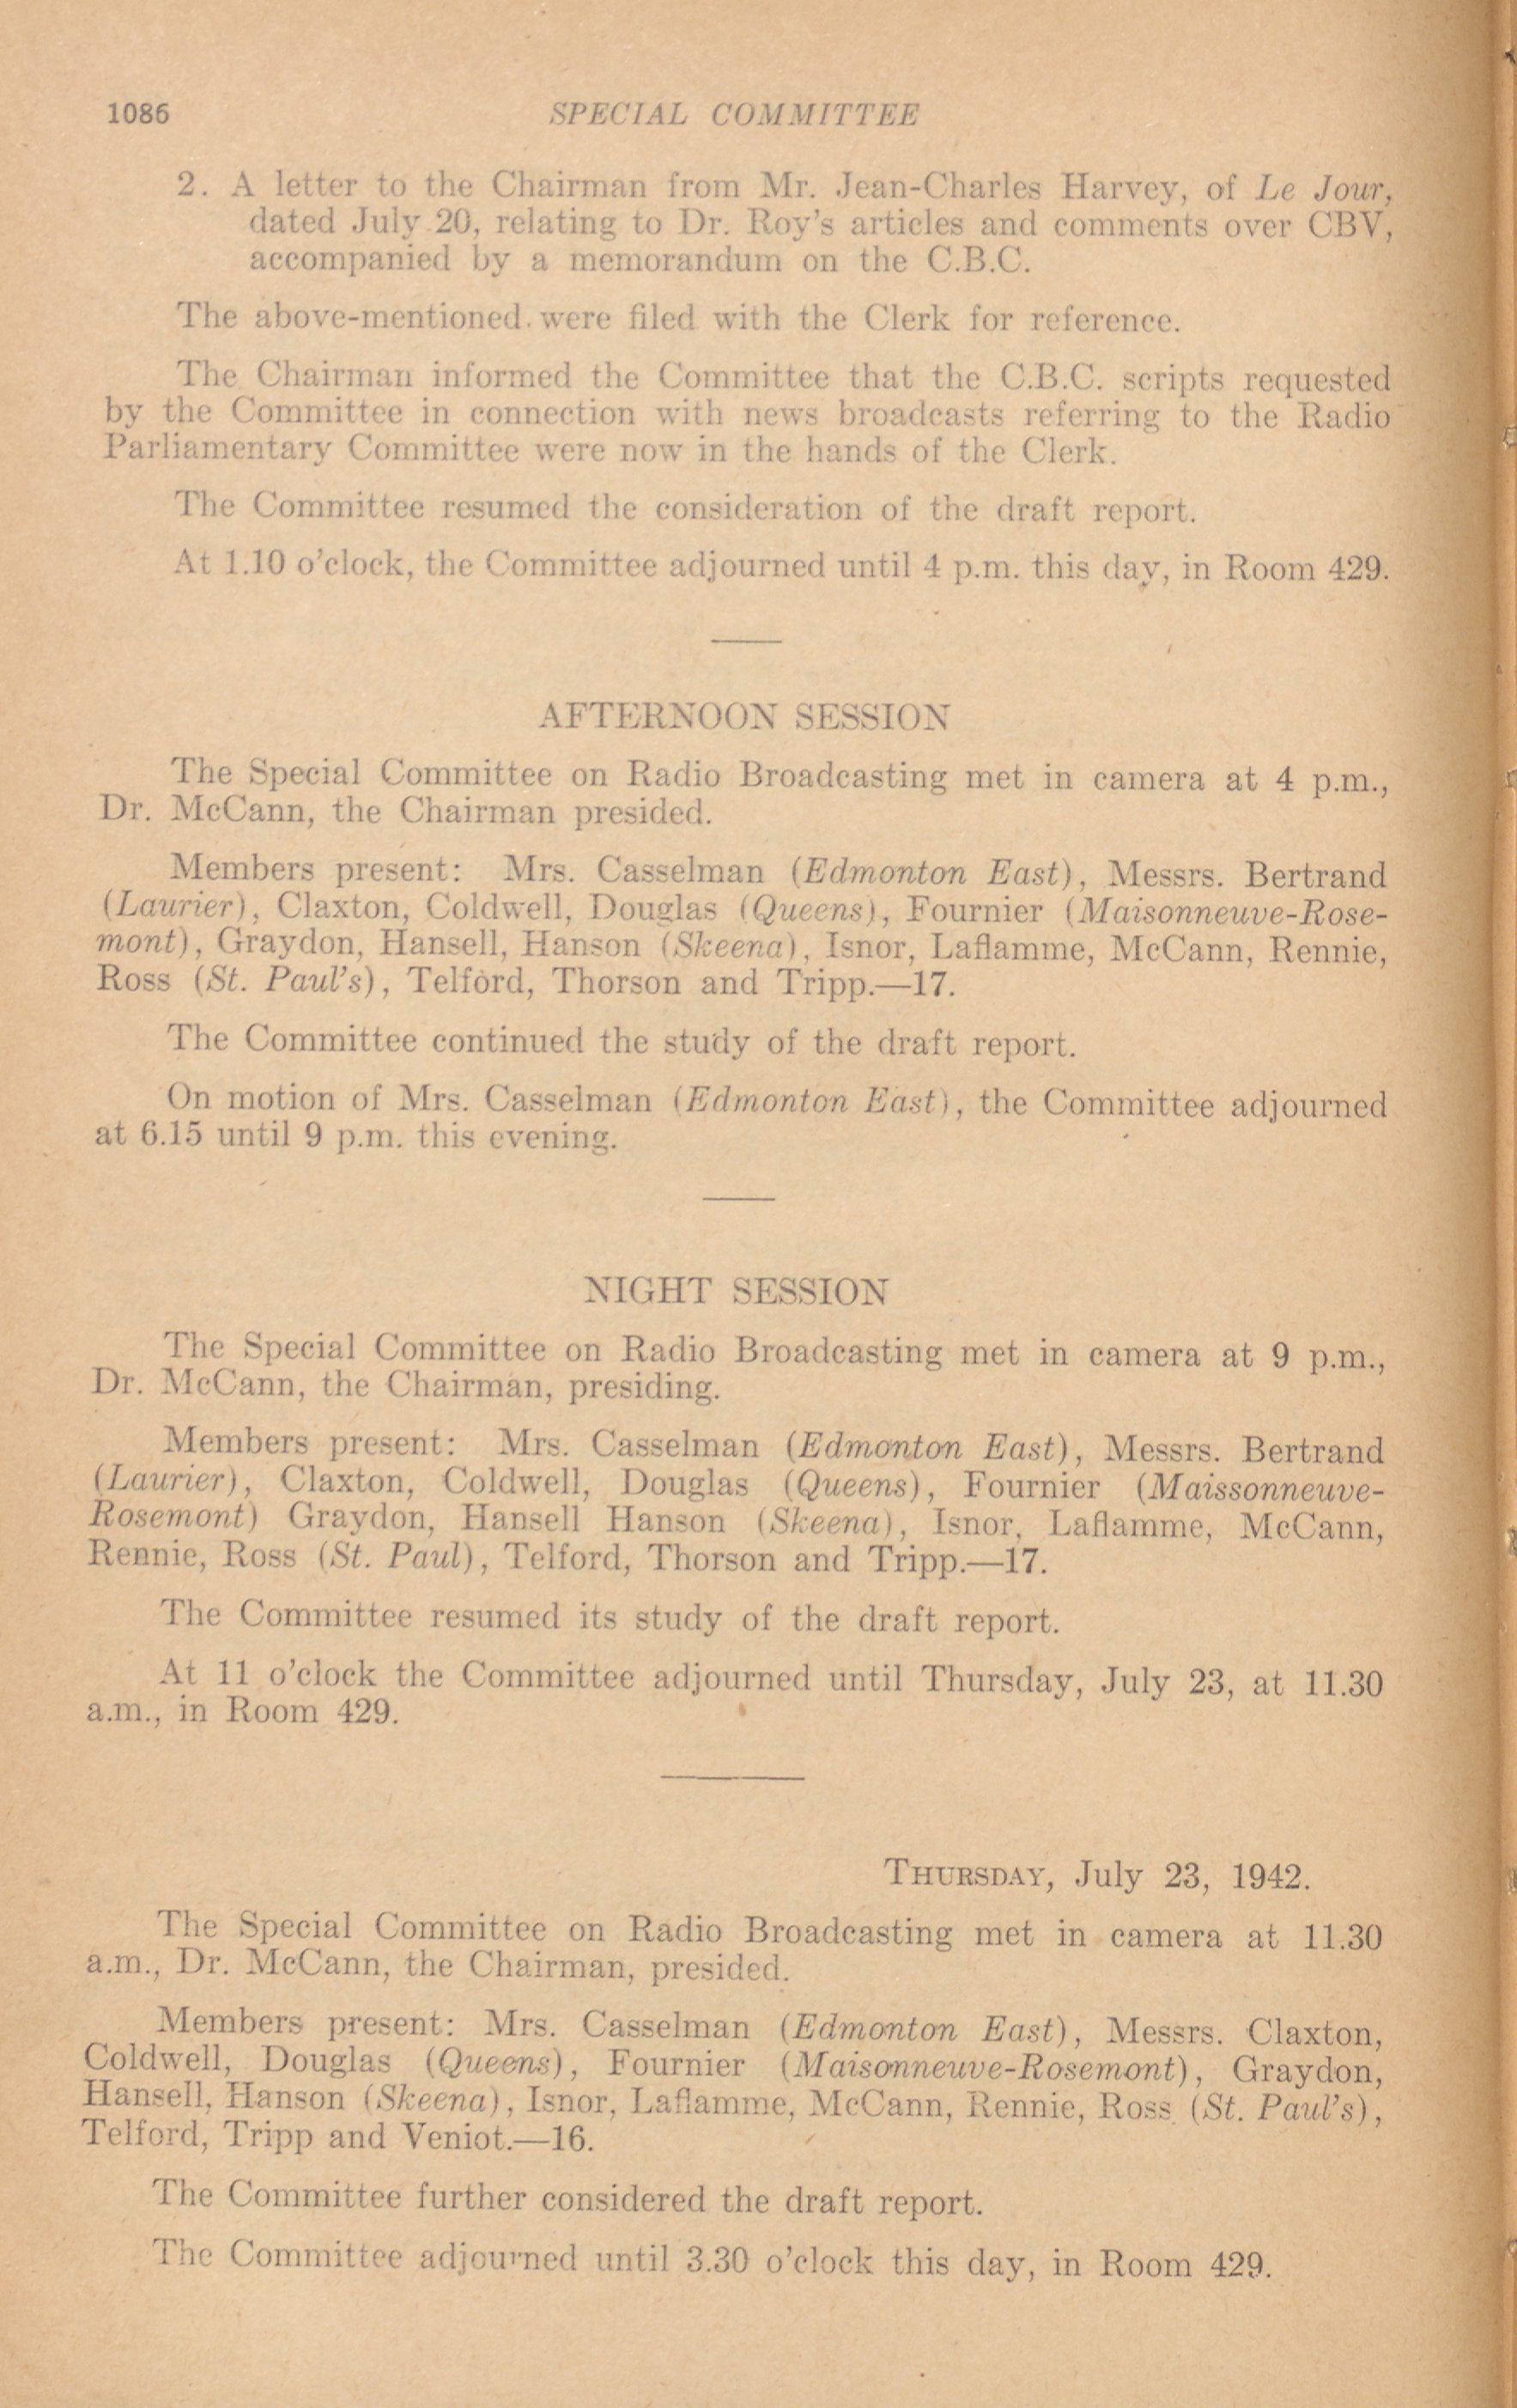 1086 SPECIAL COMMITTEE
2. A letter to the Chairman from Mr. Jean-Charles Harvey, of Le Jour,
dated July 20, relating to Dr. Roy's articles and comments over CBV,
accompanied by a memorandum on the C.B.C.
The above-mentioned were filed with the Clerk for reference.
The Chairman informed the Committee that the C.B.C. scripts requested
by the Committee in connection with news broadcasts referring to the Radio
Parliamentary Committee were now in the hands of the Clerk.
The Committee resumed the consideration of the draft report.
At 1.10 o'clock, the Committee adjourned until 4 p.m. this day, in Room 429.
AFTERNOON SESSION
The Special Committee on Radio Broadcasting met in camera at 4 p.m.,
Dr. McCann, the Chairman presided.
Members present: Mrs. Casselman (Edmonton East), Messrs. Bertrand
(Laurier), Claxton, Coldwell, Douglas (Queens), Fournier (Maisonneuve-Rose-
mont), Graydon, Hansell, Hanson (Skeena), Isnor, Laflamme, McCann, Rennie,
Ross (St. Paul's), Telford, Thorson and Tripp.—17.
The Committee continued the study of the draft report.
On motion of Mrs. Casselman (Edmonton East), the Committee adjourned
at 6.15 until 9 p.m. this evening.
NIGHT SESSION
The Special Committee on Radio Broadcasting met in camera at 9 p.m.,
Dr. McCann, the Chairman, presiding.
Members present: Mrs. Casselman (Edmonton East), Messrs. Bertrand
(Laurier), Claxton, Coldwell, Douglas (Queens), Fournier (Maissonneuve-
Rosemont) Graydon, Hansell Hanson (Skeena), Isnor, Laflamme, McCann,
Rennie, Ross (St. Paul), Telford, Thorson and Tripp.—17.
The Committee resumed its study of the draft report.
At 11 o'clock the Committee adjourned until Thursday, July 23, at 11.30
a.m., in Room 429.
THURSDAY, July 23, 1942.
The Special Committee on Radio Broadcasting met in camera at 11.30
a.m., Dr. McCann, the Chairman, presided.
Members present: Mrs. Casselman (Edmonton East), Messrs. Claxton,
Coldwell, Douglas (Queens), Fournier (Maisonneuve-Rosemont), Graydon,
Hansell, Hanson (Skeena), Isnor, Laflamme, McCann, Rennie, Ross (St. Paul's),
Telford, Tripp and Veniot.—16.
The Committee further considered the draft report.
The Committee adjourned until 3.30 o'clock this day, in Room 429.